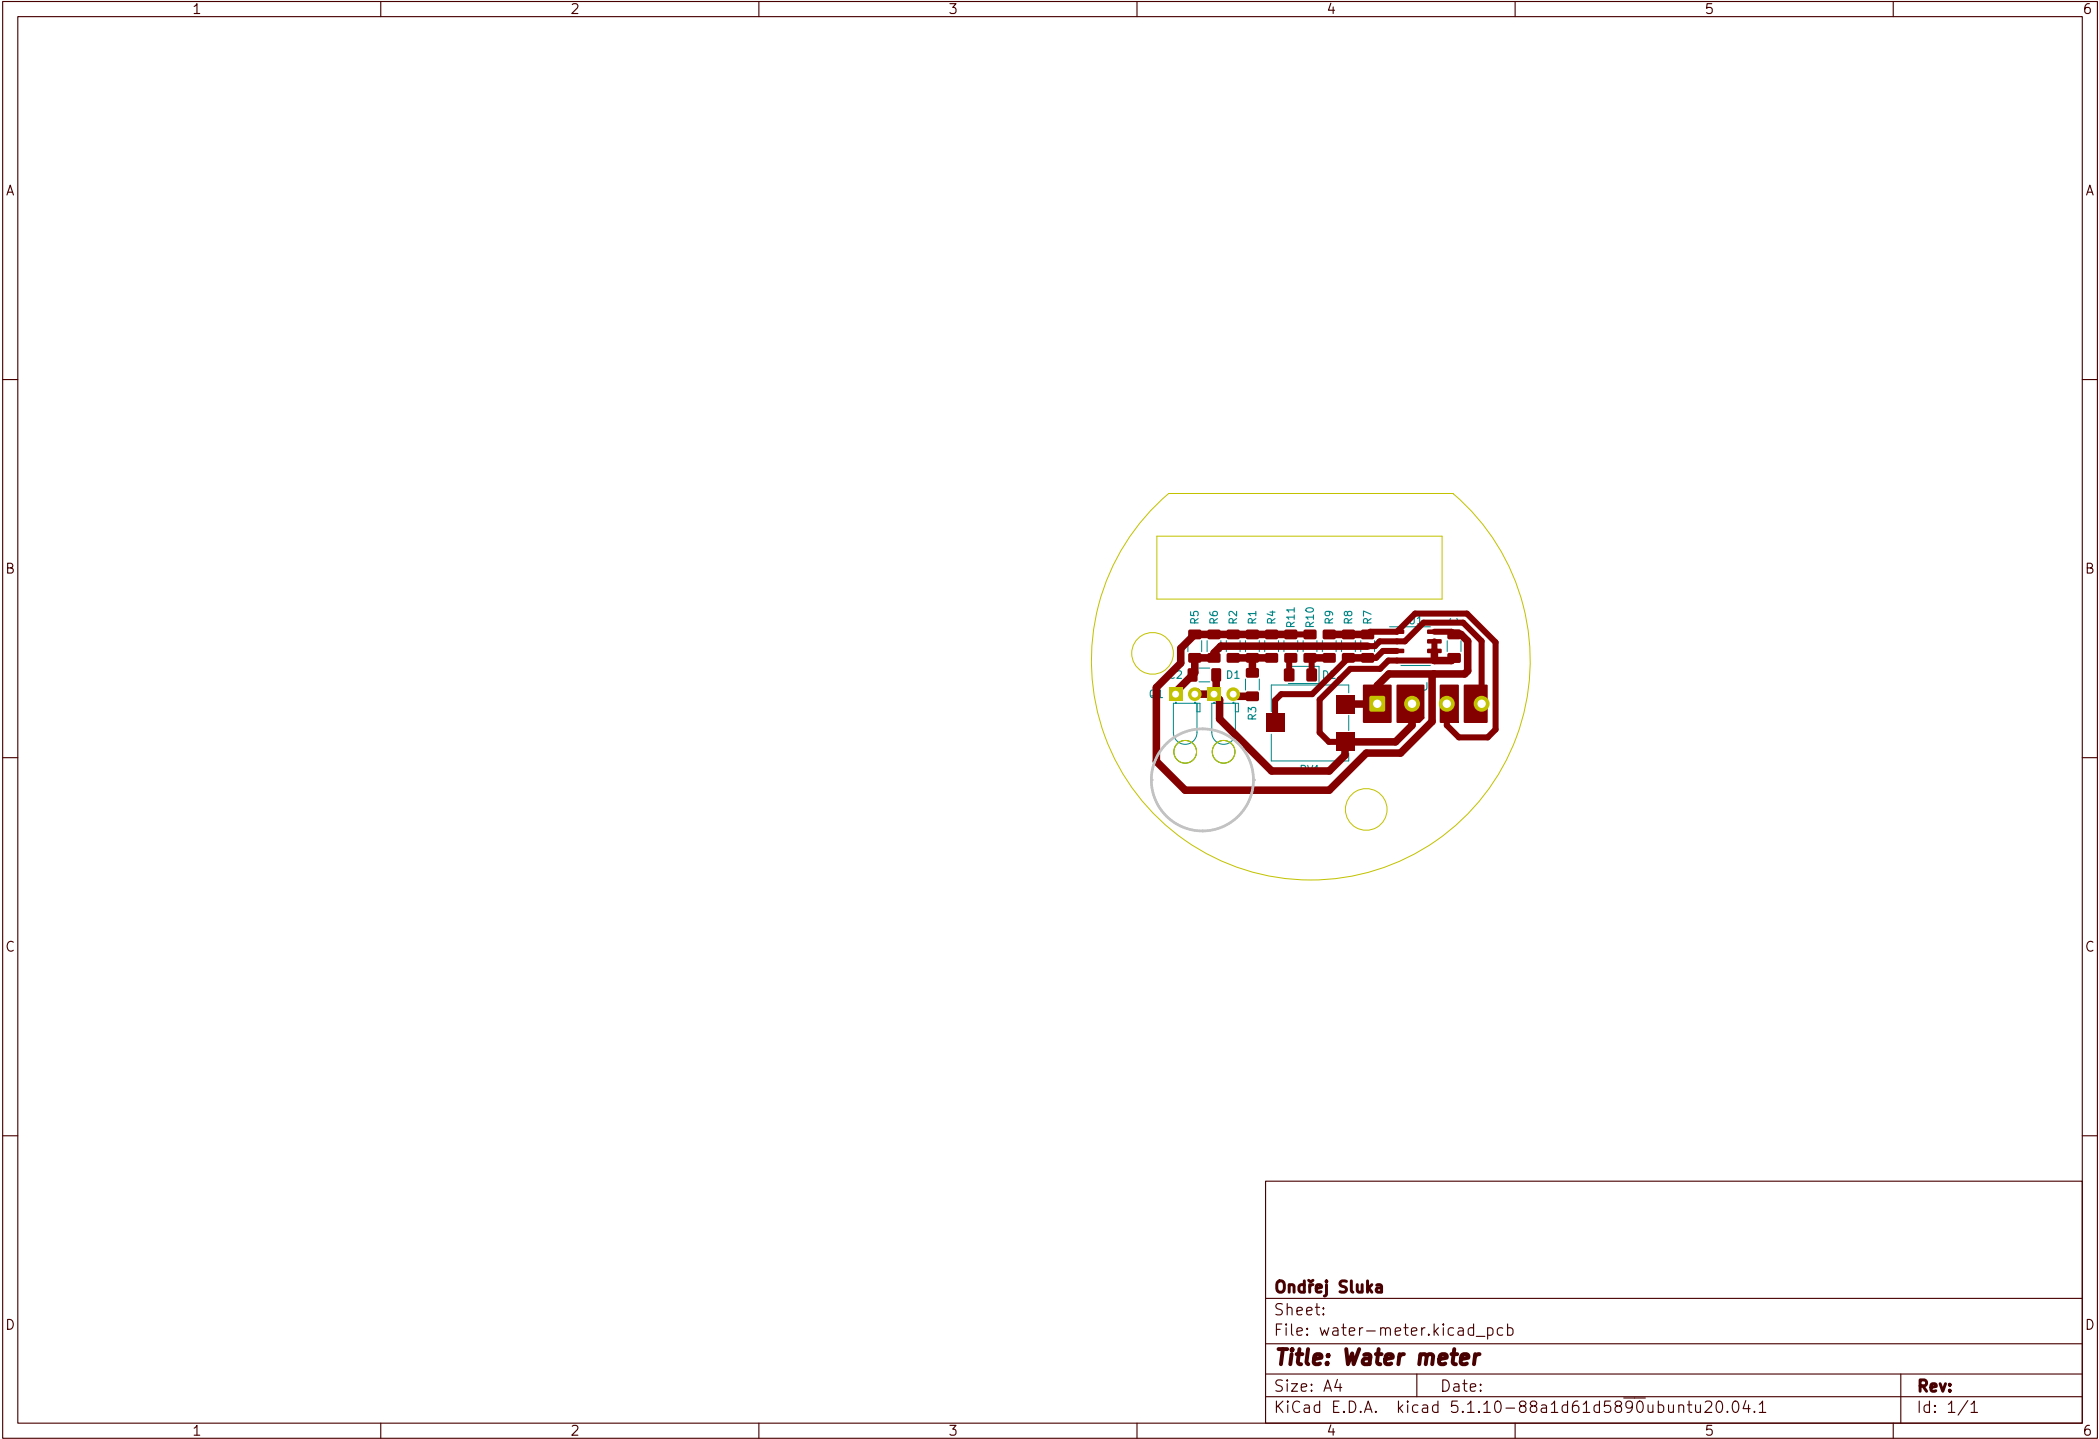 1 2 3 4 5 6
A A
B B
R5 R6 R2 R1 R4 R11 R10 R9 R8 R7
D1
R3
C C
D D
Ondřej Sluka
Sheet:
File: water-meter.kicad_pcb
Title: Water meter
Size: A4 Date: Rev:
KiCad E.D.A. kicad 5.1.10-88a1d61d5890ubuntu20.04.1 Id: 1/1
1 2 3 4 5 6